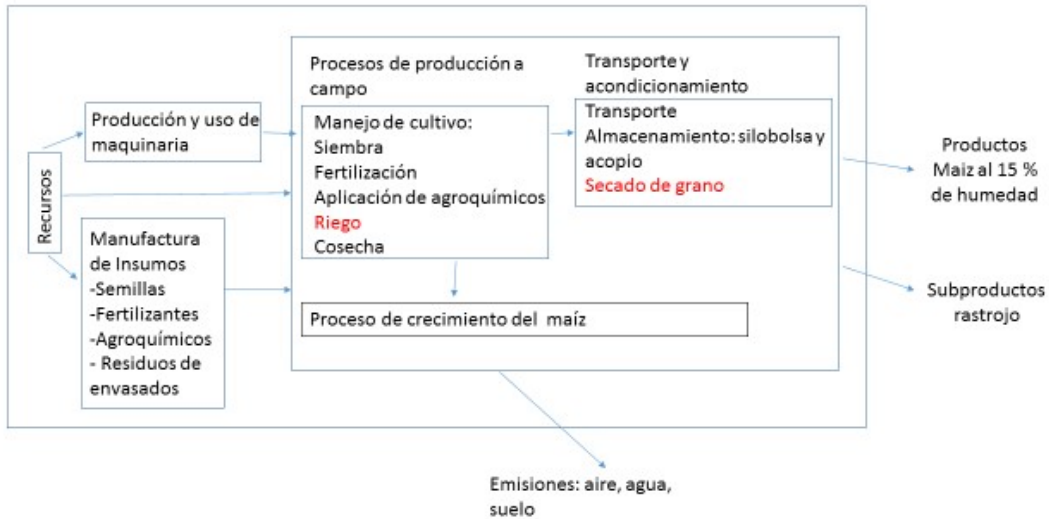 Recursos
Producción y uso de
maquinaria
Manufactura
de Insumos
-Semillas
-Fertilizantes
-Agroquímicos
- Residuos de
envasados
Procesos de producción a
campo
Manejo de cultivo:
Siembra
Fertilización
Aplicación de agroquímicos
Riego
Cosecha
Proceso de crecimiento del maíz
Transporte y
acondicionamiento
Transporte
Almacenamiento: silobolsa y
acopio
Secado de grano
Productos
Maiz al 15 %
de humedad
Subproductos
rastrojo
Emisiones: aire, agua,
suelo